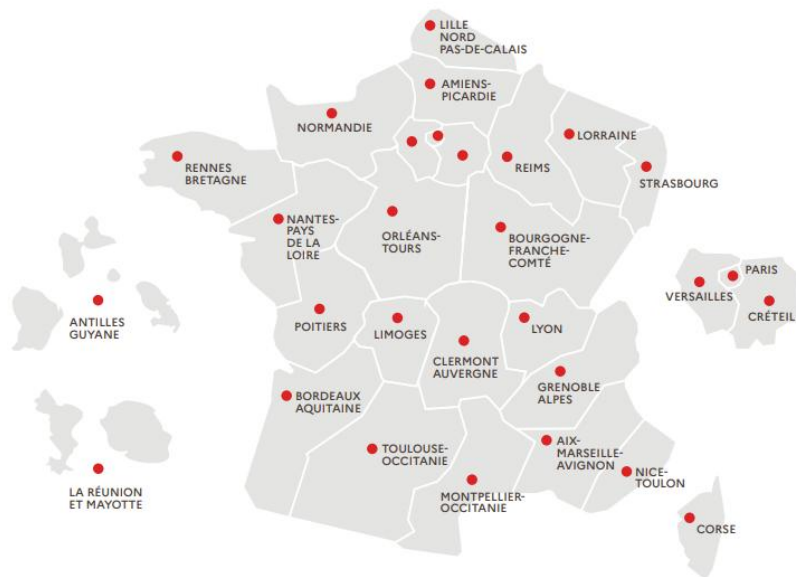 LILLE
NORD
PAS-DE-CALAIS
AMIENS-
PICARDIE
NORMANDIE
LORRAINE
REIMS
RENNES
BRETAGNE
STRASBOURG
NANTES-
PAYS
DE LA
LOIRE
ORLÉANS-
TOURS
BOURGOGNE-
FRANCHE-
COMTÉ
PARIS
VERSAILLES
CRÉTEIL
ANTILLES
GUYANE
POITIERS
LIMOGES
LYON
CLERMONT
AUVERGNE
GRENOBLE
ALPES
BORDEAUX
AQUITAINE
TOULOUSE-
OCCITANIE
AIX-
MARSEILLE-
AVIGNON
NICE-
TOULON
MONTPELLIER-
OCCITANIE
LA RÉUNION
ET MAYOTTE
CORSE